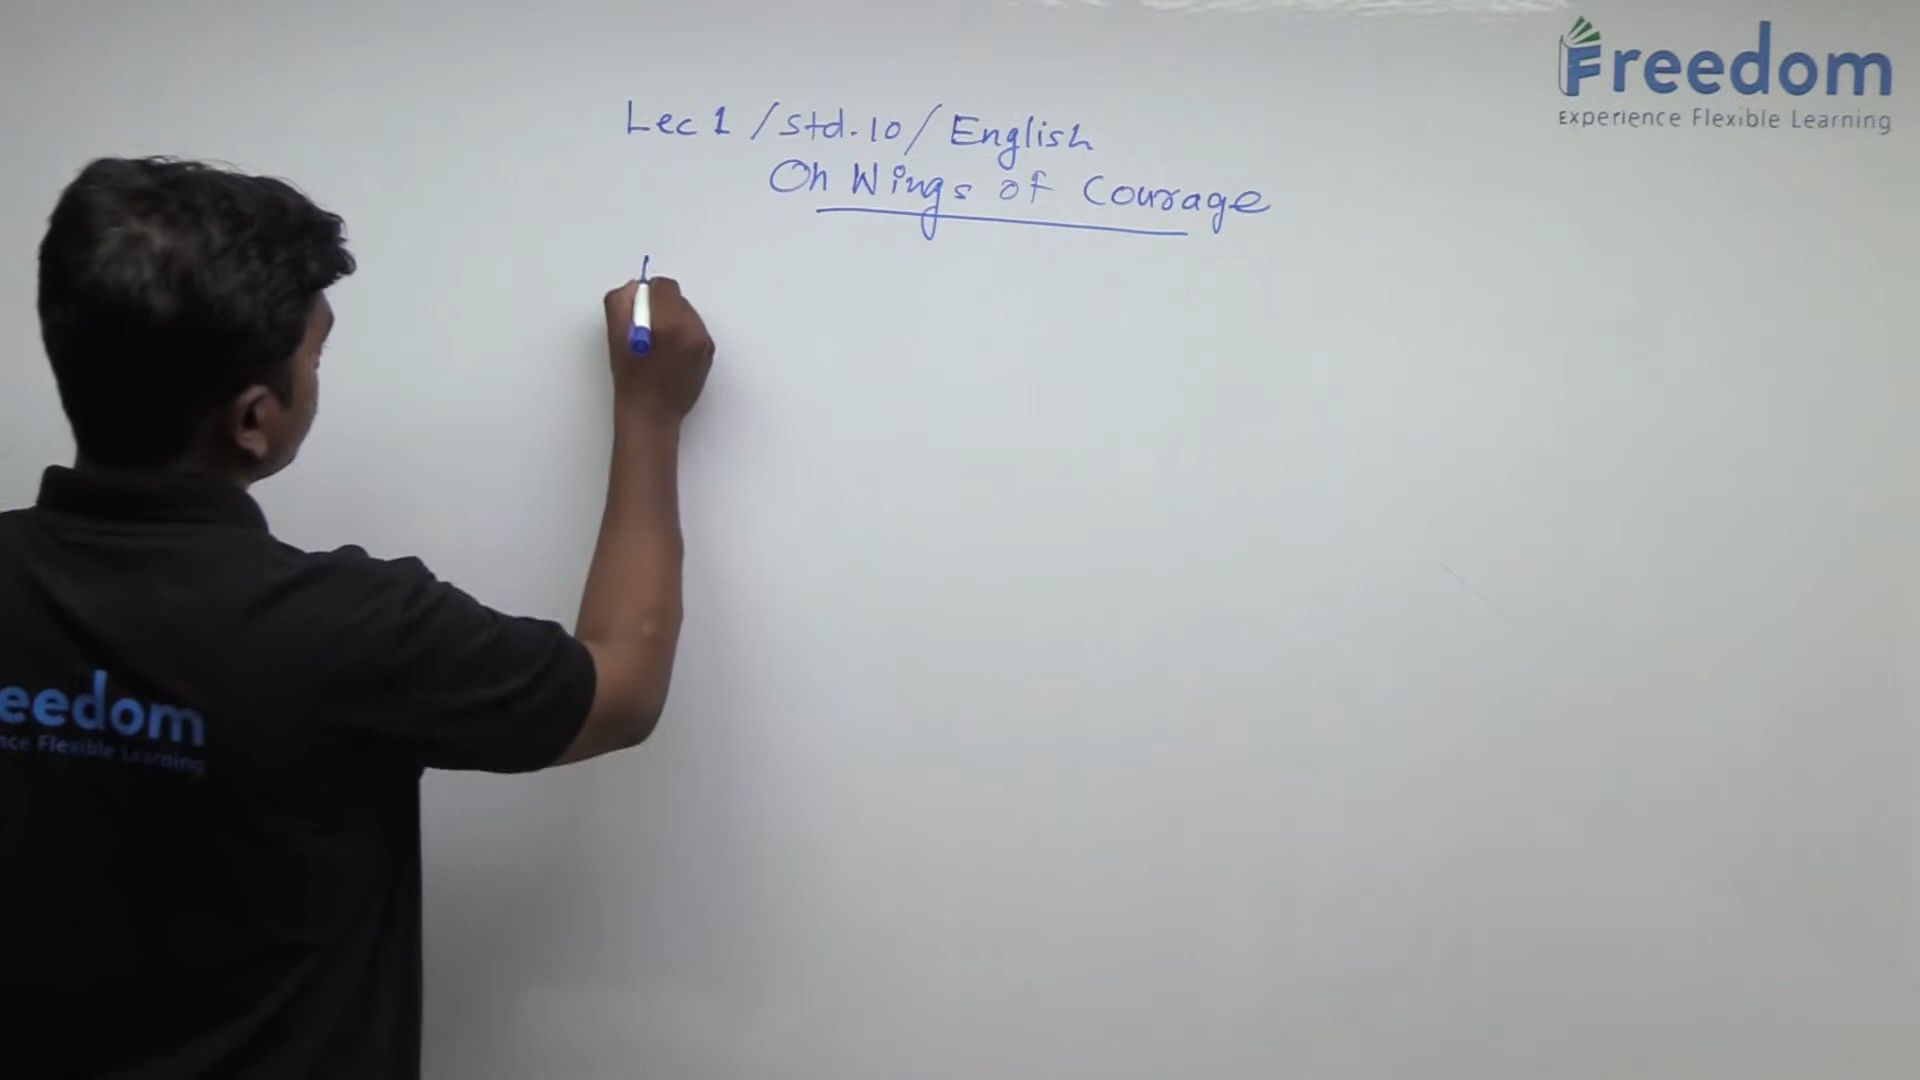 Freedom
Experience Flexible Learning
Lec 1 / Std. 10 / English
On Wings of Courage
eedom
nce Flexible Learning